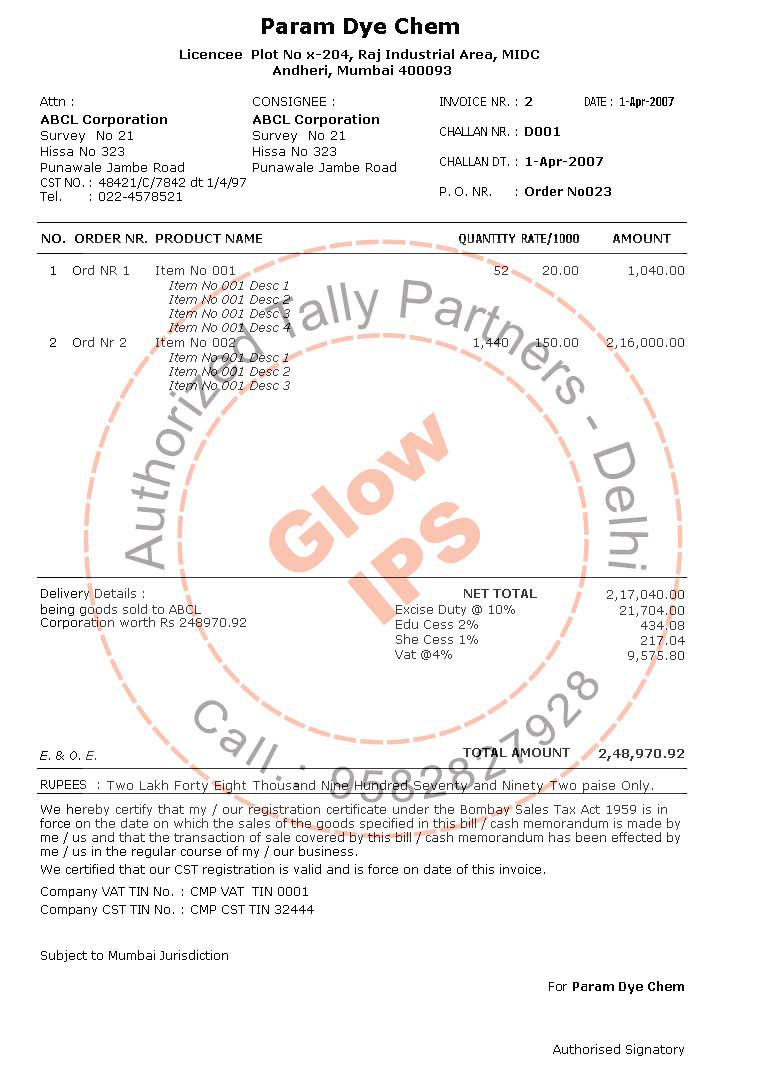 Param Dye Chem
Licencee Plot No x-204, Raj Industrial Area, MIDC
Andheri, Mumbai 400093
Attn :
ABCL Corporation
Survey No 21
Hissa No 323
Punawale Jambe Road
CST NO. : 48421/C/7842 dt 1/4/97
Tel. : 022-4578521
CONSIGNEE :
ABCL Corporation
Survey No 21
Hissa No 323
Punawale Jambe Road
INVOICE NR. : 2 DATE : 1-Apr-2007
CHALLAN NR. : D001
CHALLAN DT. : 1-Apr-2007
P. O. NR. : Order No023
NO. ORDER NR. PRODUCT NAME QUANTITY RATE/1000 AMOUNT
1 Ord NR 1 Item No 001 52 20.00 1,040.00
Item No 001 Desc 1
Item No 001 Desc 2
Item No 001 Desc 3
Item No 001 Desc 4
2 Ord Nr 2 Item No 002 1,440 150.00 2,16,000.00
Item No 001 Desc 1
Item No 001 Desc 2
Item No 001 Desc 3
Authorized Tally Partners - Delhi
Glow
IPS
Call.: 9582827928
Delivery Details :
being goods sold to ABCL
Corporation worth Rs 248970.92
NET TOTAL 2,17,040.00
Excise Duty @ 10% 21,704.00
Edu Cess 2% 434.08
She Cess 1% 217.04
Vat @4% 9,575.80
E. & O. E. TOTAL AMOUNT 2,48,970.92
RUPEES : Two Lakh Forty Eight Thousand Nine Hundred Seventy and Ninety Two paise Only.
We hereby certify that my / our registration certificate under the Bombay Sales Tax Act 1959 is in
force on the date on which the sales of the goods specified in this bill / cash memorandum is made by
me / us and that the transaction of sale covered by this bill / cash memorandum has been effected by
me / us in the regular course of my / our business.
We certified that our CST registration is valid and is force on date of this invoice.
Company VAT TIN No. : CMP VAT TIN 0001
Company CST TIN No. : CMP CST TIN 32444
Subject to Mumbai Jurisdiction
For Param Dye Chem
Authorised Signatory